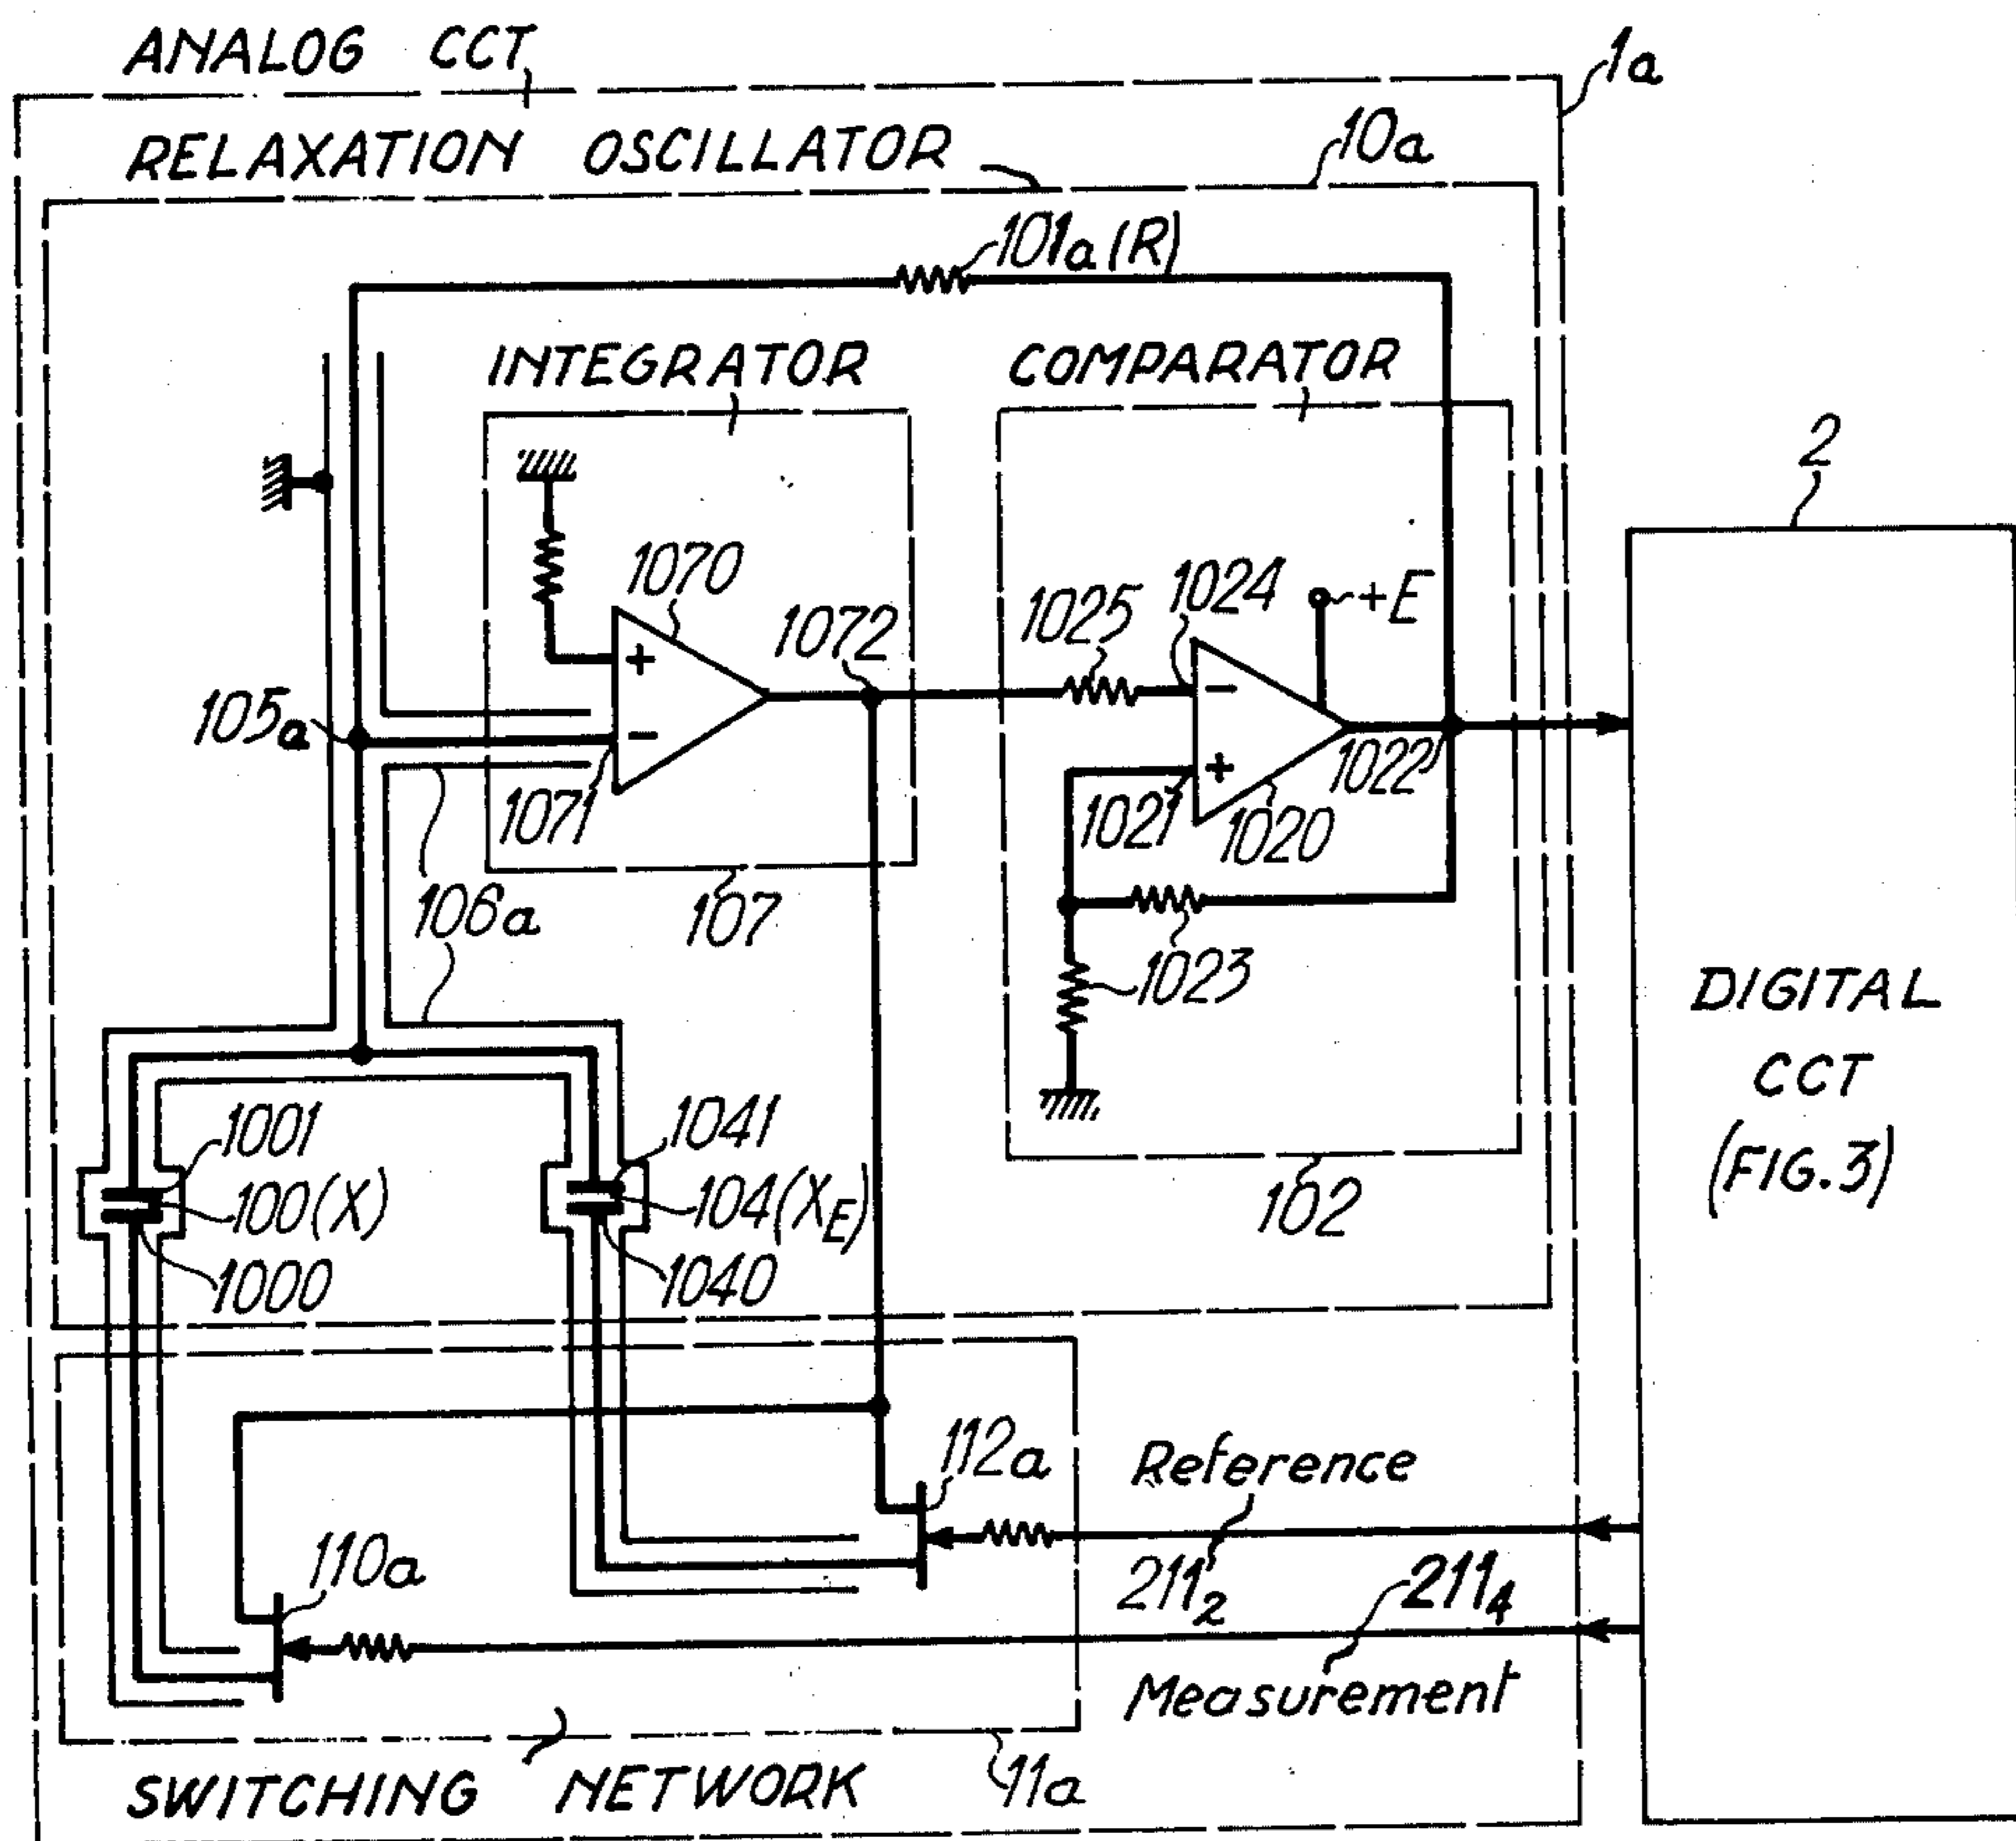 ANALOG CCT
1a
RELAXATION OSCILLATOR
10a
101a (R)
INTEGRATOR
COMPARATOR
2
1070
1072
1025
1024
+E
+
-
105a
-
+
1071
1021
1020
1022
106a
107
1023
DIGITAL
CCT
(FIG.3)
1001
100(X)
1000
1041
104(XE)
1040
102
112a
Reference
110a
2112
2114
Measurement
SWITCHING NETWORK
11a